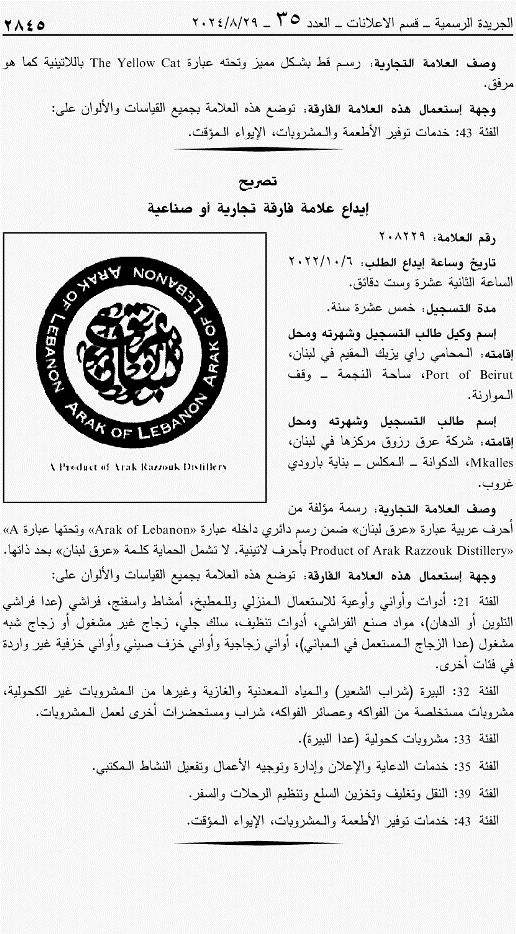 الجريدة الرسمية ــ قسم الاعلانات ــ العدد ٣٥ ــ ٢٠٢٤/٨/٢٩
٢٨٤٥
وصف العلامة التجارية: رسم قط بشكل مميز وتحته عبارة The Yellow Cat باللاتينية كما هو
مرفق.
وجهة إستعمال هذه العلامة الفارقة: توضع هذه العلامة بجميع القياسات والألوان على:
الفئة 43: خدمات توفير الأطعمة والمشروبات، الإيواء المؤقت.
تصريح
إيداع علامة فارقة تجارية أو صناعية
رقم العلامة: ٢٠٨٢٢٩
تاريخ وساعة إيداع الطلب: ٢٠٢٢/١٠/٦
الساعة الثانية عشرة وست دقائق.
مدة التسجيل: خمس عشرة سنة.
إسم وكيل طالب التسجيل وشهرته ومحل
إقامته: المحامي راي يزبك المقيم في لبنان،
Port of Beirut، ساحة النجمة ــ وقف
الموارنة.
إسم طالب التسجيل وشهرته ومحل
إقامته: شركة عرق رزوق مركزها في لبنان،
Mkalles، الدكوانة ــ المكلس ــ بناية بارودي
غروب.
ARAK OF LEBANON ARAK OF LEBANON ARAK OF LEBANON
عرق لبنان
A Product of Arak Razzouk Distillers
وصف العلامة التجارية: رسمة مؤلفة من
أحرف عربية عبارة «عرق لبنان» ضمن رسم دائري داخله عبارة «Arak of Lebanon» وتحتها عبارة «A
Product of Arak Razzouk Distillery» بأحرف لاتينية. لا تشمل الحماية كلمة «عرق لبنان» بحد ذاتها.
وجهة إستعمال هذه العلامة الفارقة: توضع هذه العلامة بجميع القياسات والألوان على:
الفئة 21: أدوات وأواني وأوعية للاستعمال المنزلي وللمطبخ، أمشاط واسفنج، فراشي (عدا فراشي
التلوين أو الدهان)، مواد صنع الفراشي، أدوات تنظيف، سلك جلي، زجاج غير مشغول أو زجاج شبه
مشغول (عدا الزجاج المستعمل في المباني)، أواني زجاجية وأواني خزف صيني وأواني خزفية غير واردة
في فئات أخرى.
الفئة 32: البيرة (شراب الشعير) والمياه المعدنية والغازية وغيرها من المشروبات غير الكحولية،
مشروبات مستخلصة من الفواكه وعصائر الفواكه، شراب ومستحضرات أخرى لعمل المشروبات.
الفئة 33: مشروبات كحولية (عدا البيرة).
الفئة 35: خدمات الدعاية والإعلان وإدارة وتوجيه الأعمال وتفعيل النشاط المكتبي.
الفئة 39: النقل وتغليف وتخزين السلع وتنظيم الرحلات والسفر.
الفئة 43: خدمات توفير الأطعمة والمشروبات، الإيواء المؤقت.